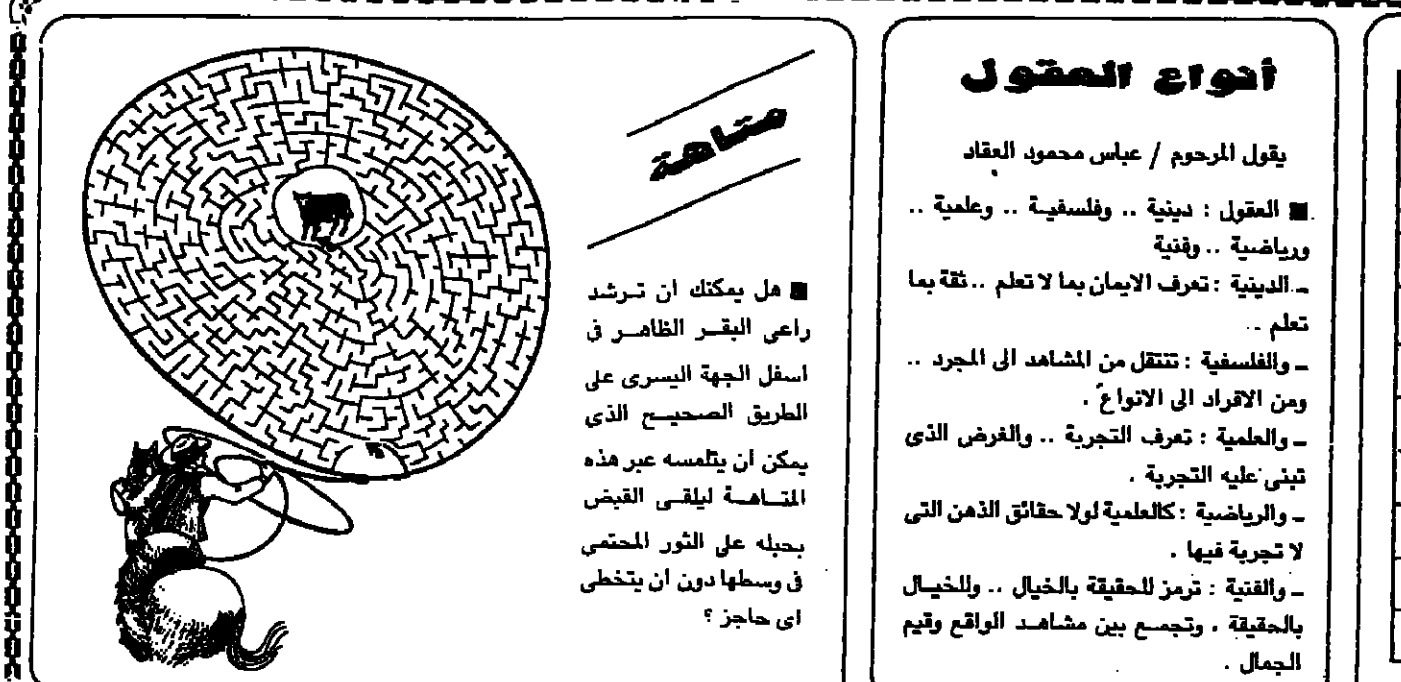 أنواع العقول
يقول المرحوم / عباس محمود العقاد
■ العقول : دينية .. وفلسفية .. وعلمية ..
ورياضية .. وفنية
ـ الدينية : تعرف الايمان بما لا تعلم .. ثقة بما
تعلم .
ـ والفلسفية : تنتقل من المشاهد الى المجرد ..
ومن الافراد الى الانواع .
ـ والعلمية : تعرف التجربة .. والغرض الذى
تبنى عليه التجربة .
ـ والرياضية : كالعلمية لولا حقائق الذهن التى
لا تجربة فيها .
ـ والفنية : ترمز للحقيقة بالخيال .. وللخيال
بالحقيقة ، وتجمع بين مشاهد الواقع وقيم
الجمال .
متاهة
■ هل يمكنك ان ترشد
راعى البقر الظاهر فى
اسفل الجهة اليسرى على
الطريق الصحيح الذى
يمكن ان يتلمسه عبر هذه
المتاهة ليلقى القبض
بحبله على الثور المحتمى
فى وسطها دون ان يتخطى
اى حاجز ؟